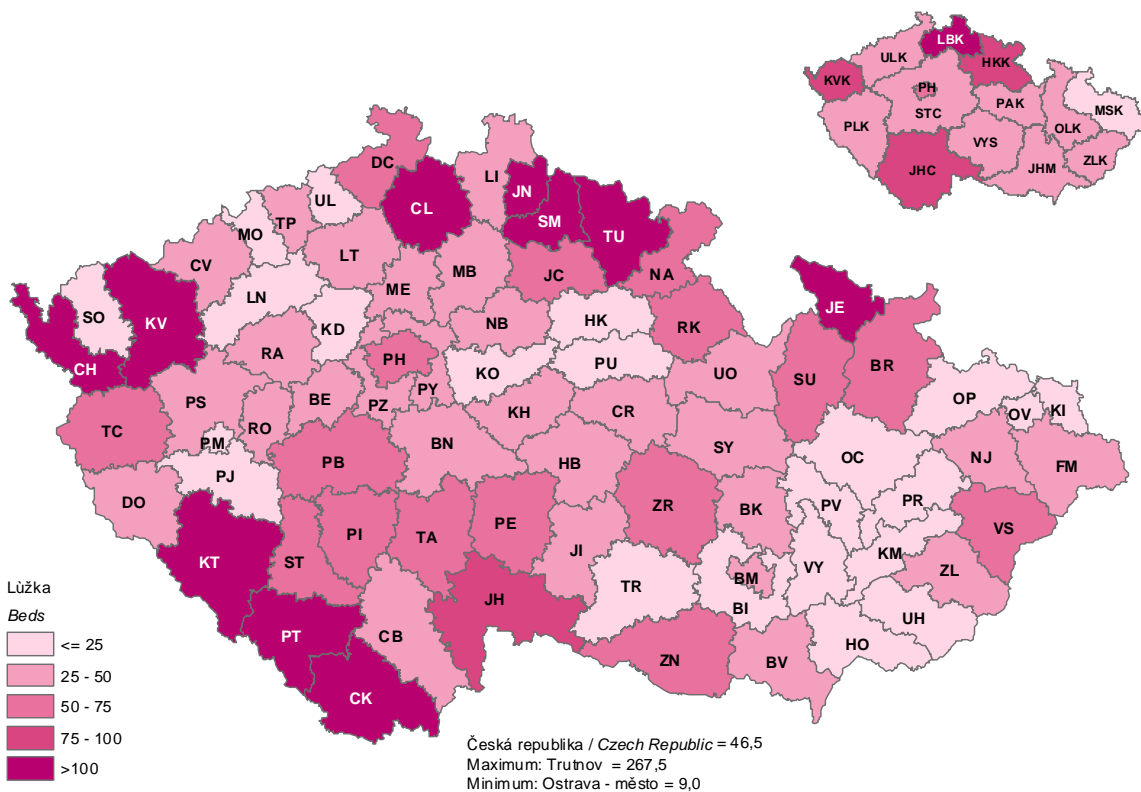 LBK
ULK
HKK
KVK
PH
MSK
PAK
STC
PLK
OLK
VYS
ZLK
JHC
JHM
DC
LI
JN
UL
CL
SM
TP
MO
TU
LT
CV
MB
JC
NA
ME
LN
JE
SO
KV
NB
HK
KD
RK
RA
PH
PU
BR
CH
KO
UO
SU
PY
OP
PS
BE
PZ
KH
CR
OV
KI
TC
RO
PM
BN
SY
OC
NJ
PB
HB
FM
PJ
DO
PR
PV
ZR
BK
PE
VS
PI
TA
KT
ST
JI
KM
VY
ZL
BM
TR
JH
BI
UH
PT
CB
HO
ZN
BV
CK
Lùžka
Beds
<= 25
25 - 50
50 - 75
75 - 100
>100
Česká republika / Czech Republic = 46,5
Maximum: Trutnov = 267,5
Minimum: Ostrava - město = 9,0